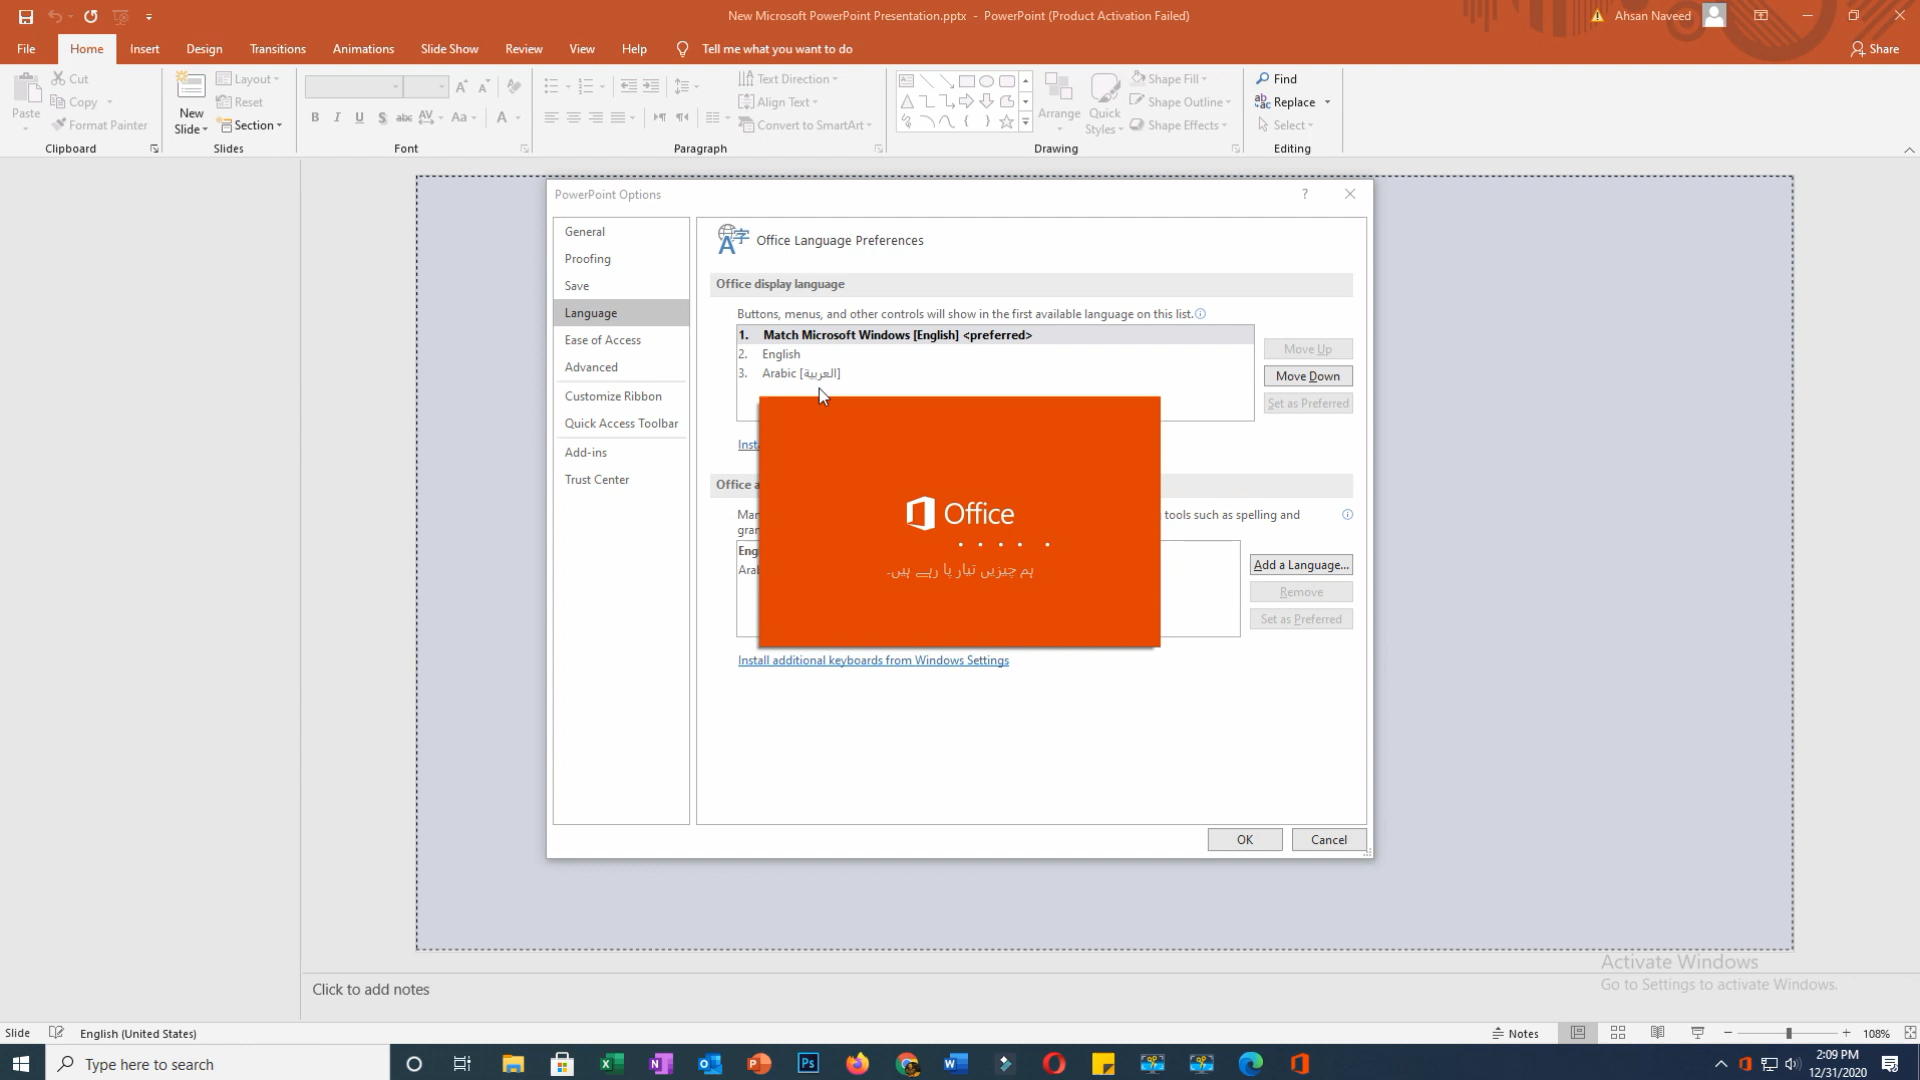 New Microsoft PowerPoint Presentation.pptx - PowerPoint (Product Activation Failed)
Ahsan Naveed
File Home Insert Design Transitions Animations Slide Show Review View Help Tell me what you want to do
Share
Paste
Cut
Copy
Format Painter
Clipboard
New Slide
Layout
Reset
Section
Slides
B I U S abc AV Aa A
Font
Text Direction
Align Text
Convert to SmartArt
Paragraph
Arrange
Quick Styles
Shape Fill
Shape Outline
Shape Effects
Drawing
Find
Replace
Select
Editing
PowerPoint Options
General
Proofing
Save
Language
Ease of Access
Advanced
Customize Ribbon
Quick Access Toolbar
Add-ins
Trust Center
Office Language Preferences
Office display language
Buttons, menus, and other controls will show in the first available language on this list.
1. Match Microsoft Windows [English] <preferred>
2. English
3. Arabic [العربية]
Move Up
Move Down
Set as Preferred
Office
ہم چیزیں تیار پا رہے ہیں۔
tools such as spelling and
Add a Language...
Remove
Set as Preferred
Install additional keyboards from Windows Settings
OK
Cancel
Activate Windows
Go to Settings to activate Windows.
Click to add notes
Slide English (United States)
Notes
108%
Type here to search
2:09 PM
12/31/2020